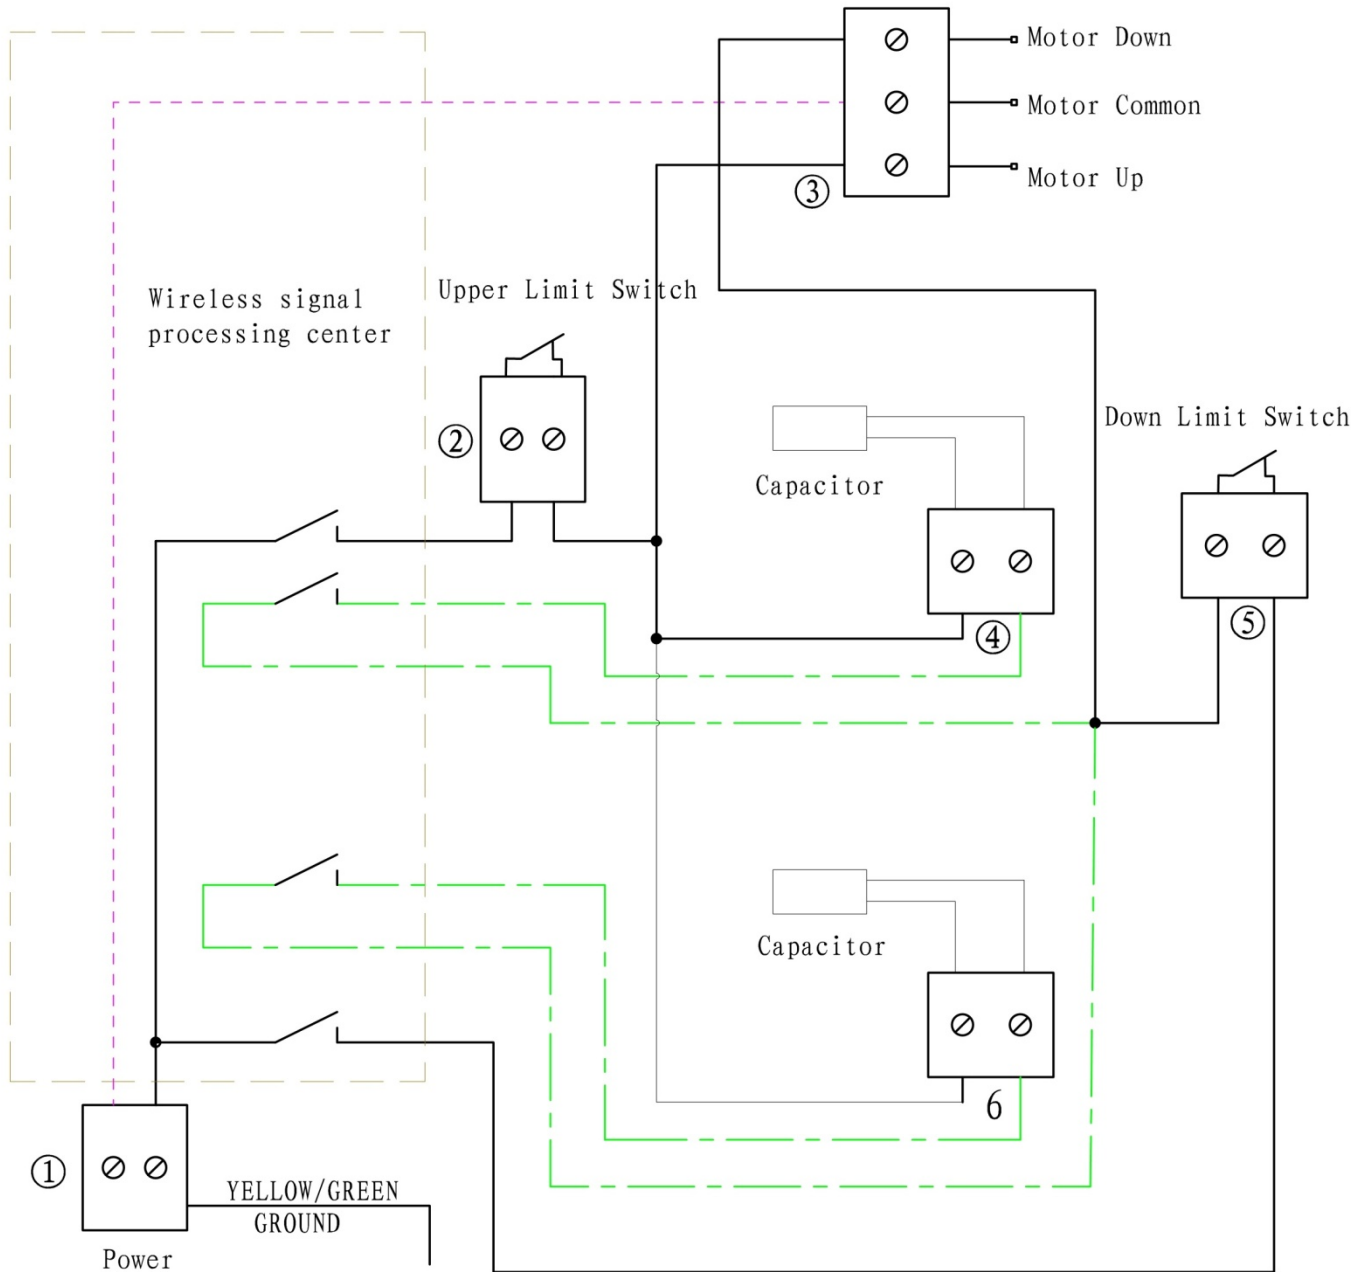 Motor Down
Motor Common
Motor Up
③
Wireless signal
processing center
Upper Limit Switch
②
Capacitor
Down Limit Switch
④
⑤
Capacitor
6
①
YELLOW/GREEN
GROUND
Power